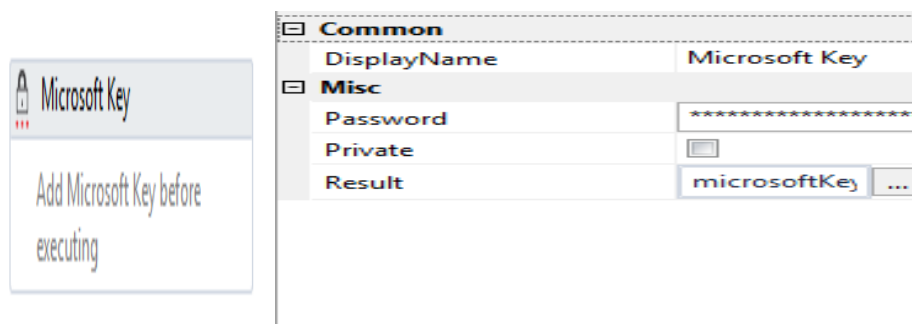 Microsoft Key
Add Microsoft Key before
executing
Common
DisplayName Microsoft Key
Misc
Password ******************
Private
Result microsoftKey ...